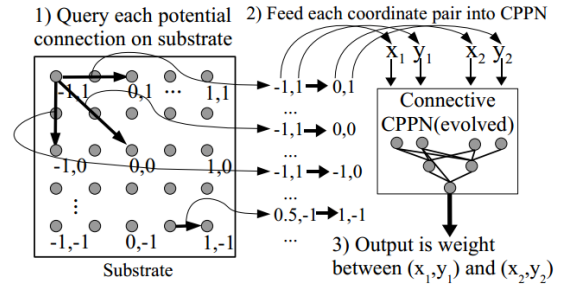 1) Query each potential
connection on substrate
-1,1 0,1 ... 1,1
-1,0 0,0 1,0
⋮
-1,-1 0,-1 1,-1
Substrate
2) Feed each coordinate pair into CPPN
-1,1 0,1
...
-1,1 0,0
...
-1,1 -1,0
...
0.5,-1 1,-1
...
x₁ y₁ x₂ y₂
Connective
CPPN(evolved)
3) Output is weight
between (x₁,y₁) and (x₂,y₂)